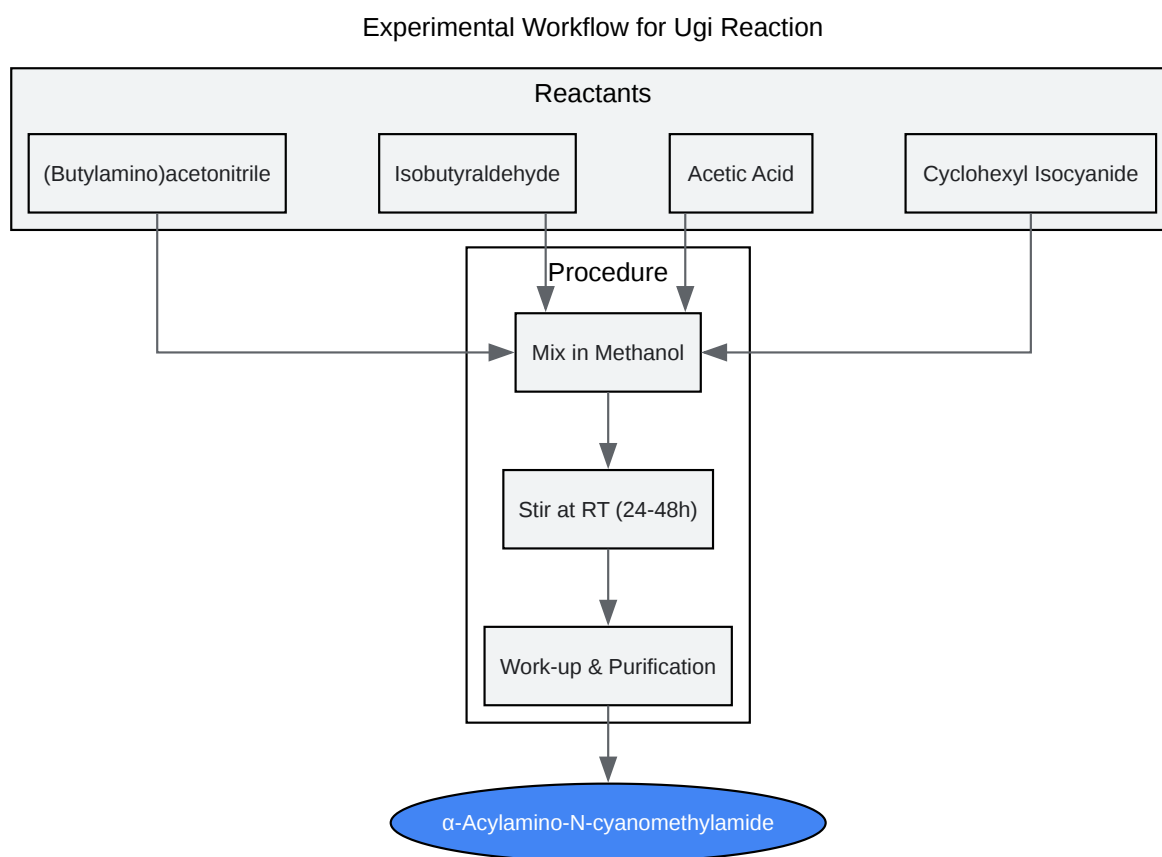 Experimental Workflow for Ugi Reaction
Reactants
(Butylamino)acetonitrile
Isobutyraldehyde
Acetic Acid
Cyclohexyl Isocyanide
Procedure
Mix in Methanol
Stir at RT (24-48h)
Work-up & Purification
α-Acylamino-N-cyanomethylamide